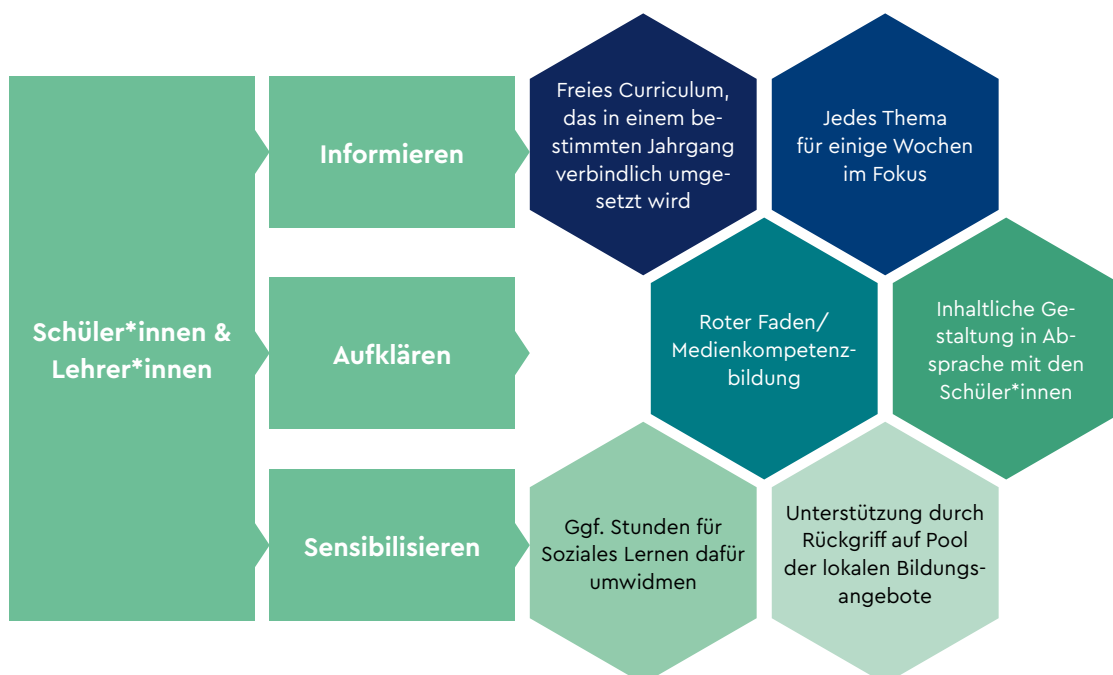 Schüler*innen &
Lehrer*innen
Informieren
Aufklären
Sensibilisieren
Freies Curriculum,
das in einem be-
stimmten Jahrgang
verbindlich umge-
setzt wird
Jedes Thema
für einige Wochen
im Fokus
Roter Faden/
Medienkompetenz-
bildung
Inhaltliche Ge-
staltung in Ab-
sprache mit den
Schüler*innen
Ggf. Stunden für
Soziales Lernen dafür
umwidmen
Unterstützung durch
Rückgriff auf Pool
der lokalen Bildungs-
angebote